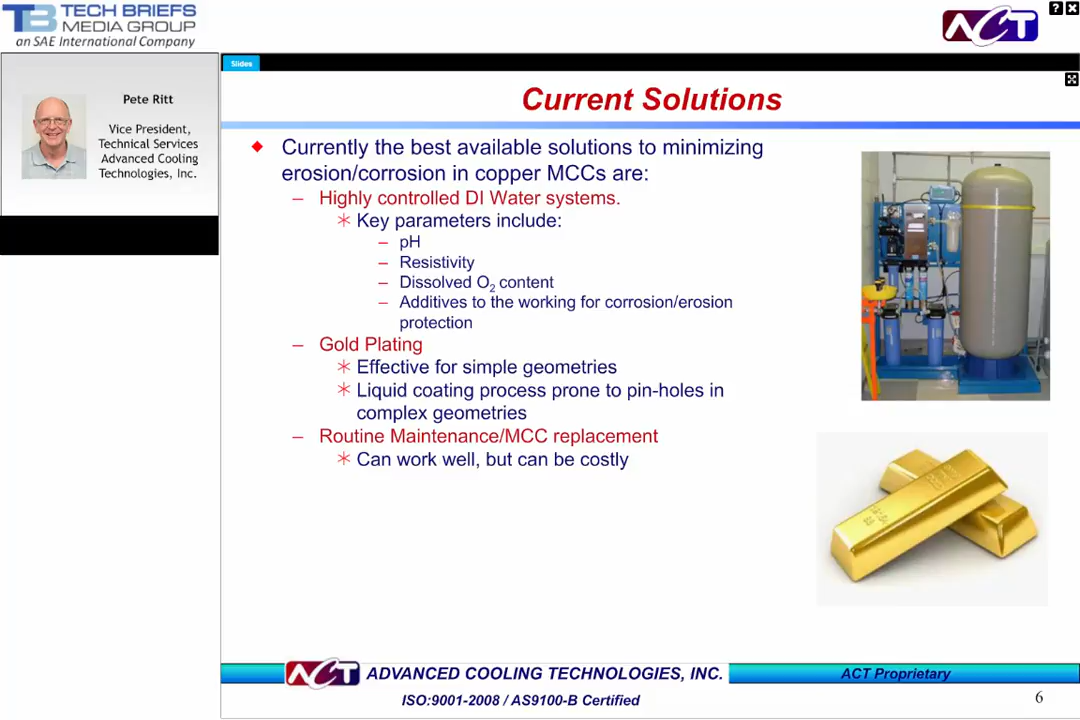 TB TECH BRIEFS
MEDIA GROUP
an SAE International Company
ACT
? x
Pete Ritt
Vice President,
Technical Services
Advanced Cooling
Technologies, Inc.
Slides
Current Solutions
Currently the best available solutions to minimizing
erosion/corrosion in copper MCCs are:
– Highly controlled DI Water systems.
Key parameters include:
– pH
– Resistivity
– Dissolved O₂ content
– Additives to the working for corrosion/erosion
protection
– Gold Plating
Effective for simple geometries
Liquid coating process prone to pin-holes in
complex geometries
– Routine Maintenance/MCC replacement
Can work well, but can be costly
ACT ADVANCED COOLING TECHNOLOGIES, INC.
ACT Proprietary
ISO:9001-2008 / AS9100-B Certified
6